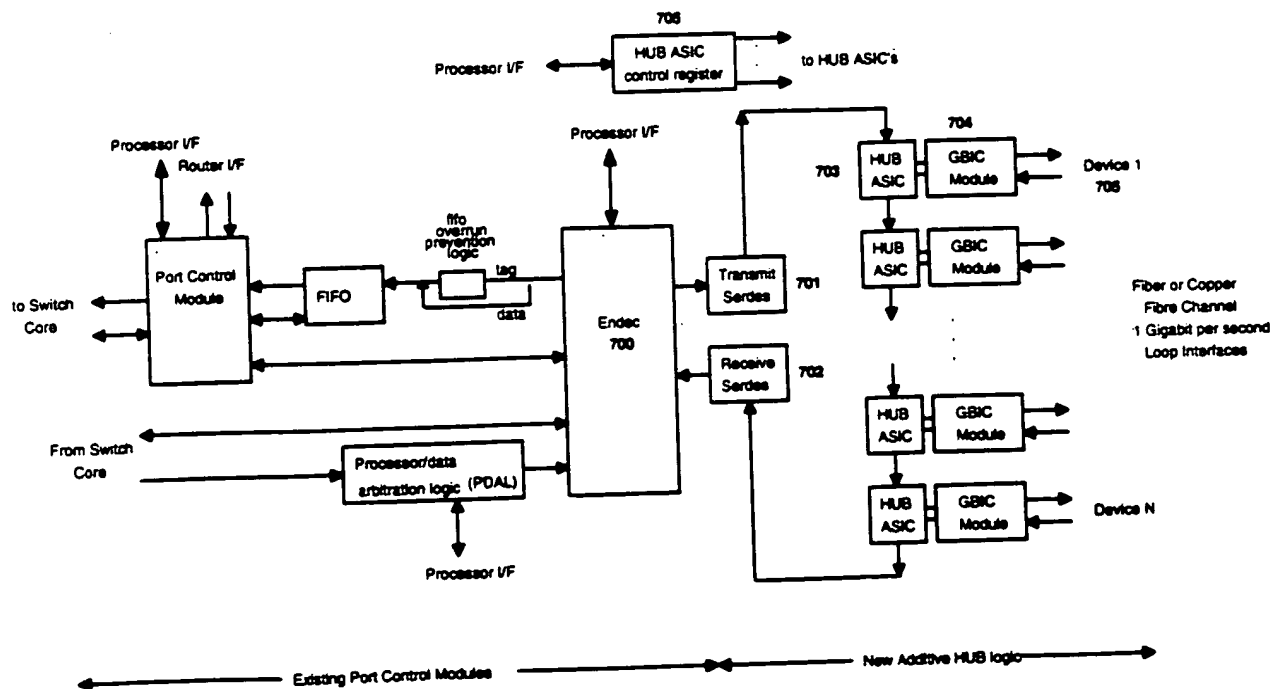 705
HUB ASIC
control register
Processor I/F
to HUB ASIC's
Processor I/F
Router I/F
Processor I/F
704
703
HUB
ASIC
GBIC
Module
Device 1
706
fifo
overrun
prevention
logic
tag
data
Port Control
Module
FIFO
to Switch
Core
Endec
700
Transmit
Serdes
701
HUB
ASIC
GBIC
Module
Fiber or Copper
Fibre Channel
1 Gigabit per second
Loop Interfaces
Receive
Serdes
702
HUB
ASIC
GBIC
Module
From Switch
Core
Processor/data
arbitration logic (PDAL)
HUB
ASIC
GBIC
Module
Device N
Processor I/F
Existing Port Control Modules
New Additive HUB logic